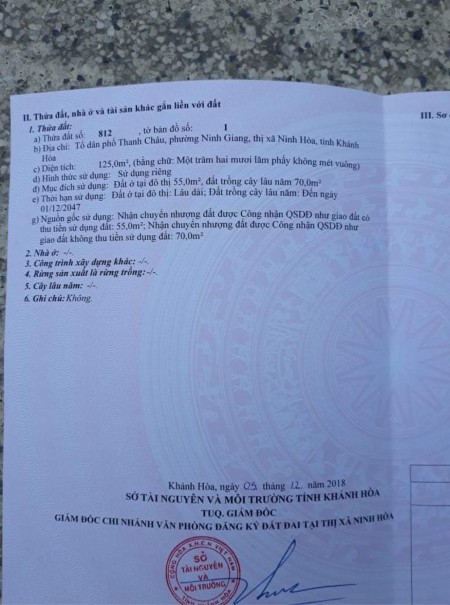 II. Thửa đất, nhà ở và tài sản khác gắn liền với đất
III. Sơ
1. Thửa đất:
a) Thửa đất số: 812 , tờ bản đồ số: 1
b) Địa chỉ: Tổ dân phố Thanh Châu, phường Ninh Giang, thị xã Ninh Hòa, tỉnh Khánh
Hòa
c) Diện tích: 125,0m², (bằng chữ: Một trăm hai mươi lăm phẩy không mét vuông)
d) Hình thức sử dụng: Sử dụng riêng
đ) Mục đích sử dụng: Đất ở tại đô thị 55,0m², đất trồng cây lâu năm 70,0m²
e) Thời hạn sử dụng: Đất ở tại đô thị: Lâu dài; Đất trồng cây lâu năm: Đến ngày
01/12/2047
g) Nguồn gốc sử dụng: Nhận chuyển nhượng đất được Công nhận QSDĐ như giao đất có
thu tiền sử dụng đất: 55,0m²; Nhận chuyển nhượng đất được Công nhận QSDĐ như
giao đất không thu tiền sử dụng đất: 70,0m²
2. Nhà ở: -/-.
3. Công trình xây dựng khác: -/-.
4. Rừng sản xuất là rừng trồng:-/-.
5. Cây lâu năm: -/-.
6. Ghi chú: Không.
Khánh Hòa, ngày 05 tháng 12 năm 2018
SỞ TÀI NGUYÊN VÀ MÔI TRƯỜNG TỈNH KHÁNH HÒA
TUQ. GIÁM ĐỐC
GIÁM ĐỐC CHI NHÁNH VĂN PHÒNG ĐĂNG KÝ ĐẤT ĐAI TẠI THỊ XÃ NINH HÒA
CỘNG HÒA X.H.C.N VIỆT NAM
SỞ
TÀI NGUYÊN
VÀ
MÔI TRƯỜNG
TỈNH KHÁNH HÒA